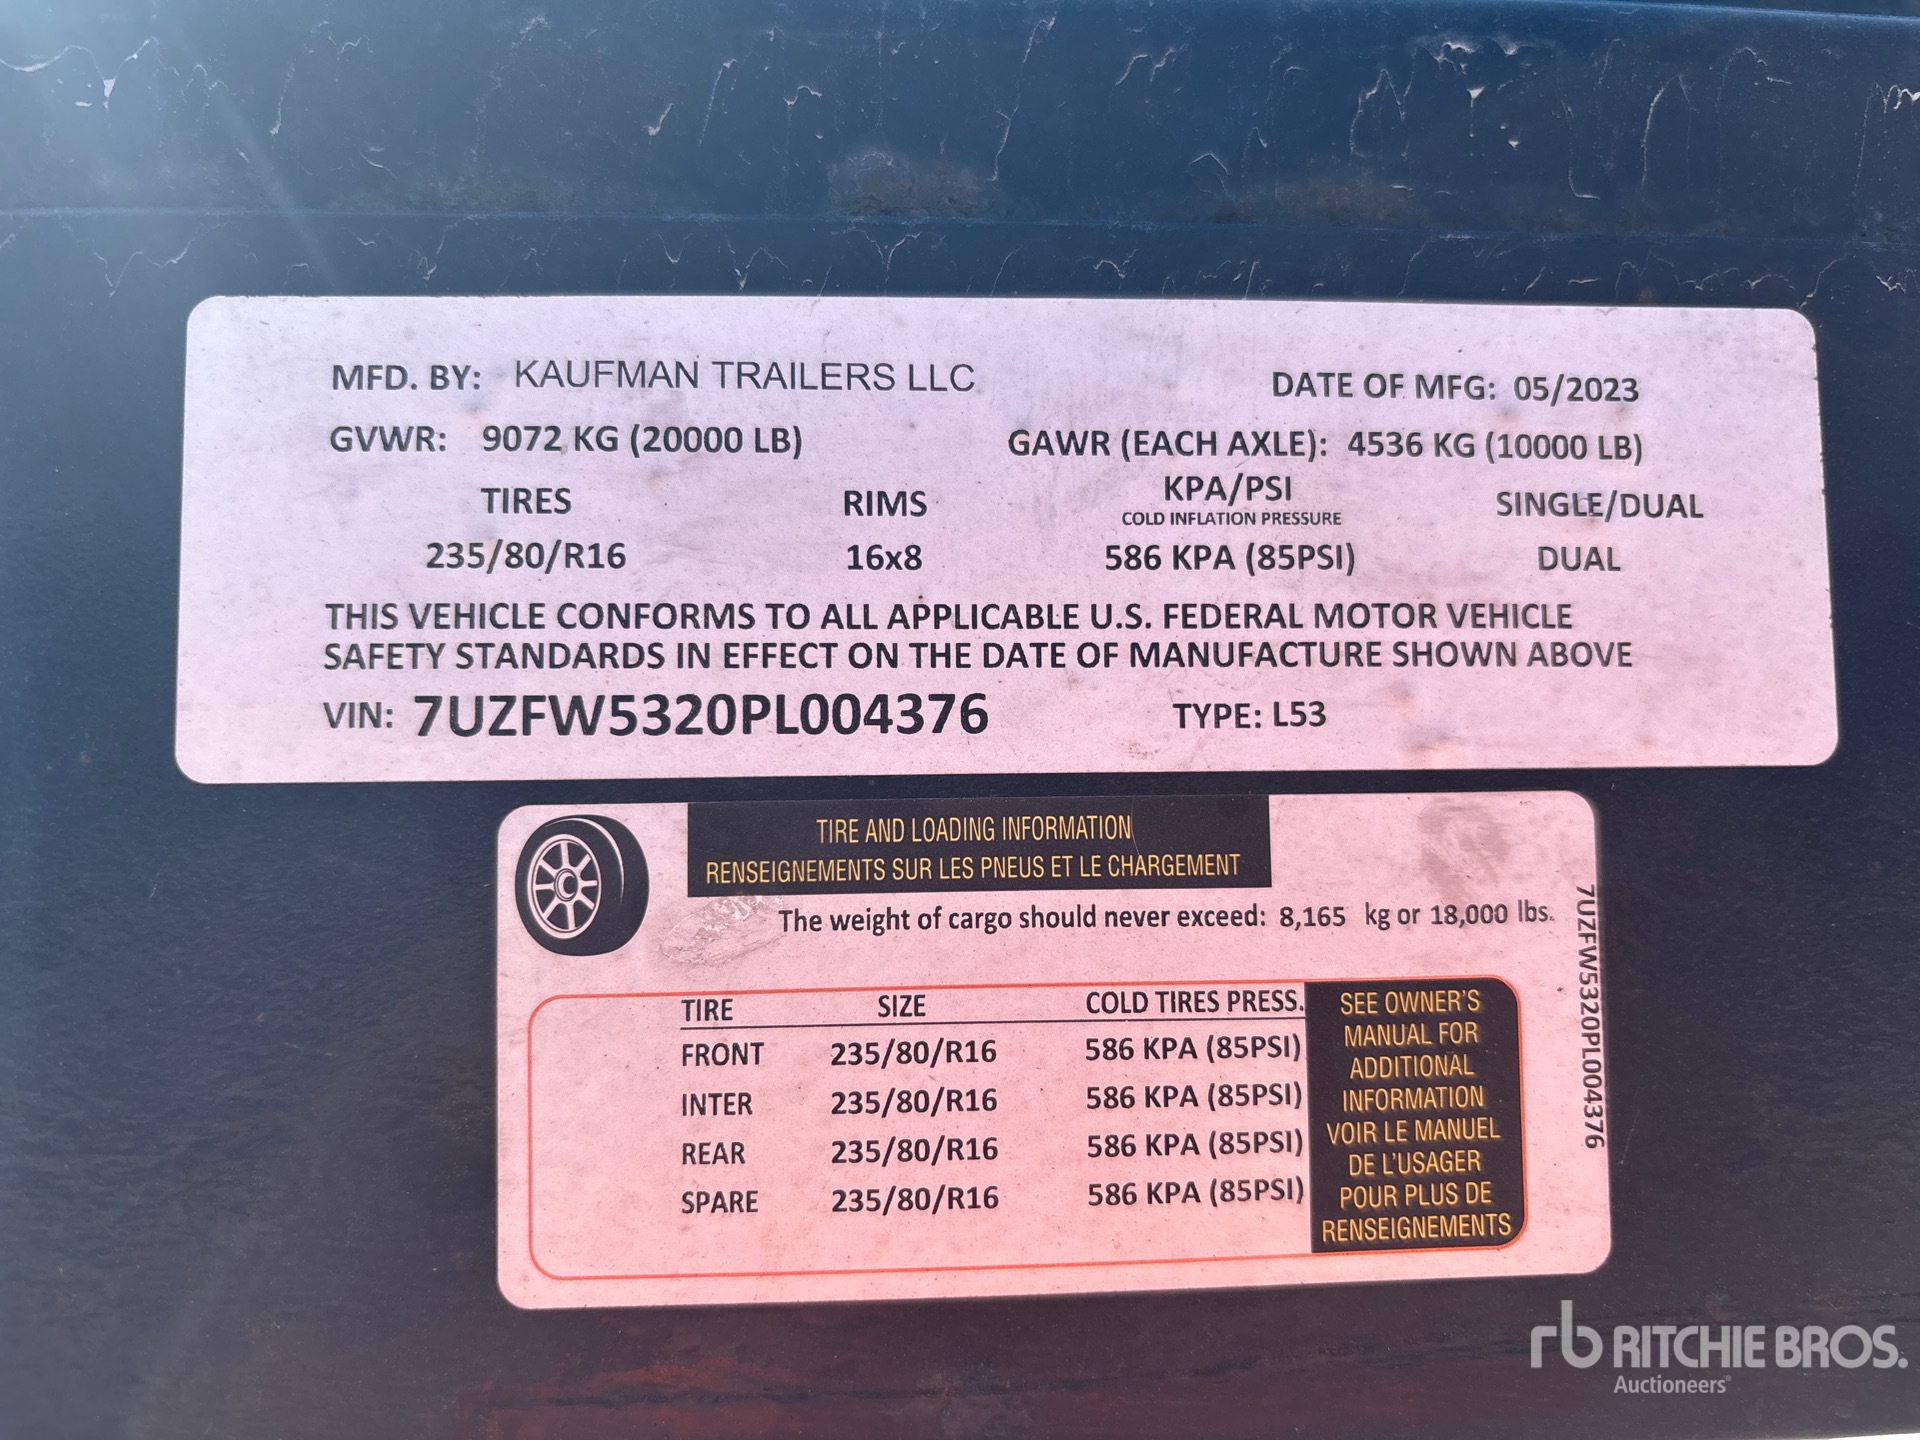 MFD. BY: KAUFMAN TRAILERS LLC DATE OF MFG: 05/2023
GVWR: 9072 KG (20000 LB) GAWR (EACH AXLE): 4536 KG (10000 LB)
TIRES RIMS KPA/PSI SINGLE/DUAL
COLD INFLATION PRESSURE
235/80/R16 16x8 586 KPA (85PSI) DUAL
THIS VEHICLE CONFORMS TO ALL APPLICABLE U.S. FEDERAL MOTOR VEHICLE
SAFETY STANDARDS IN EFFECT ON THE DATE OF MANUFACTURE SHOWN ABOVE
VIN: 7UZFW5320PL004376 TYPE: L53
TIRE AND LOADING INFORMATION
RENSEIGNEMENTS SUR LES PNEUS ET LE CHARGEMENT
The weight of cargo should never exceed: 8,165 kg or 18,000 lbs.
TIRE SIZE COLD TIRES PRESS.
FRONT 235/80/R16 586 KPA (85PSI)
INTER 235/80/R16 586 KPA (85PSI)
REAR 235/80/R16 586 KPA (85PSI)
SPARE 235/80/R16 586 KPA (85PSI)
SEE OWNER'S
MANUAL FOR
ADDITIONAL
INFORMATION
VOIR LE MANUEL
DE L'USAGER
POUR PLUS DE
RENSEIGNEMENTS
7UZFW5320PL004376
rb RITCHIE BROS.
Auctioneers